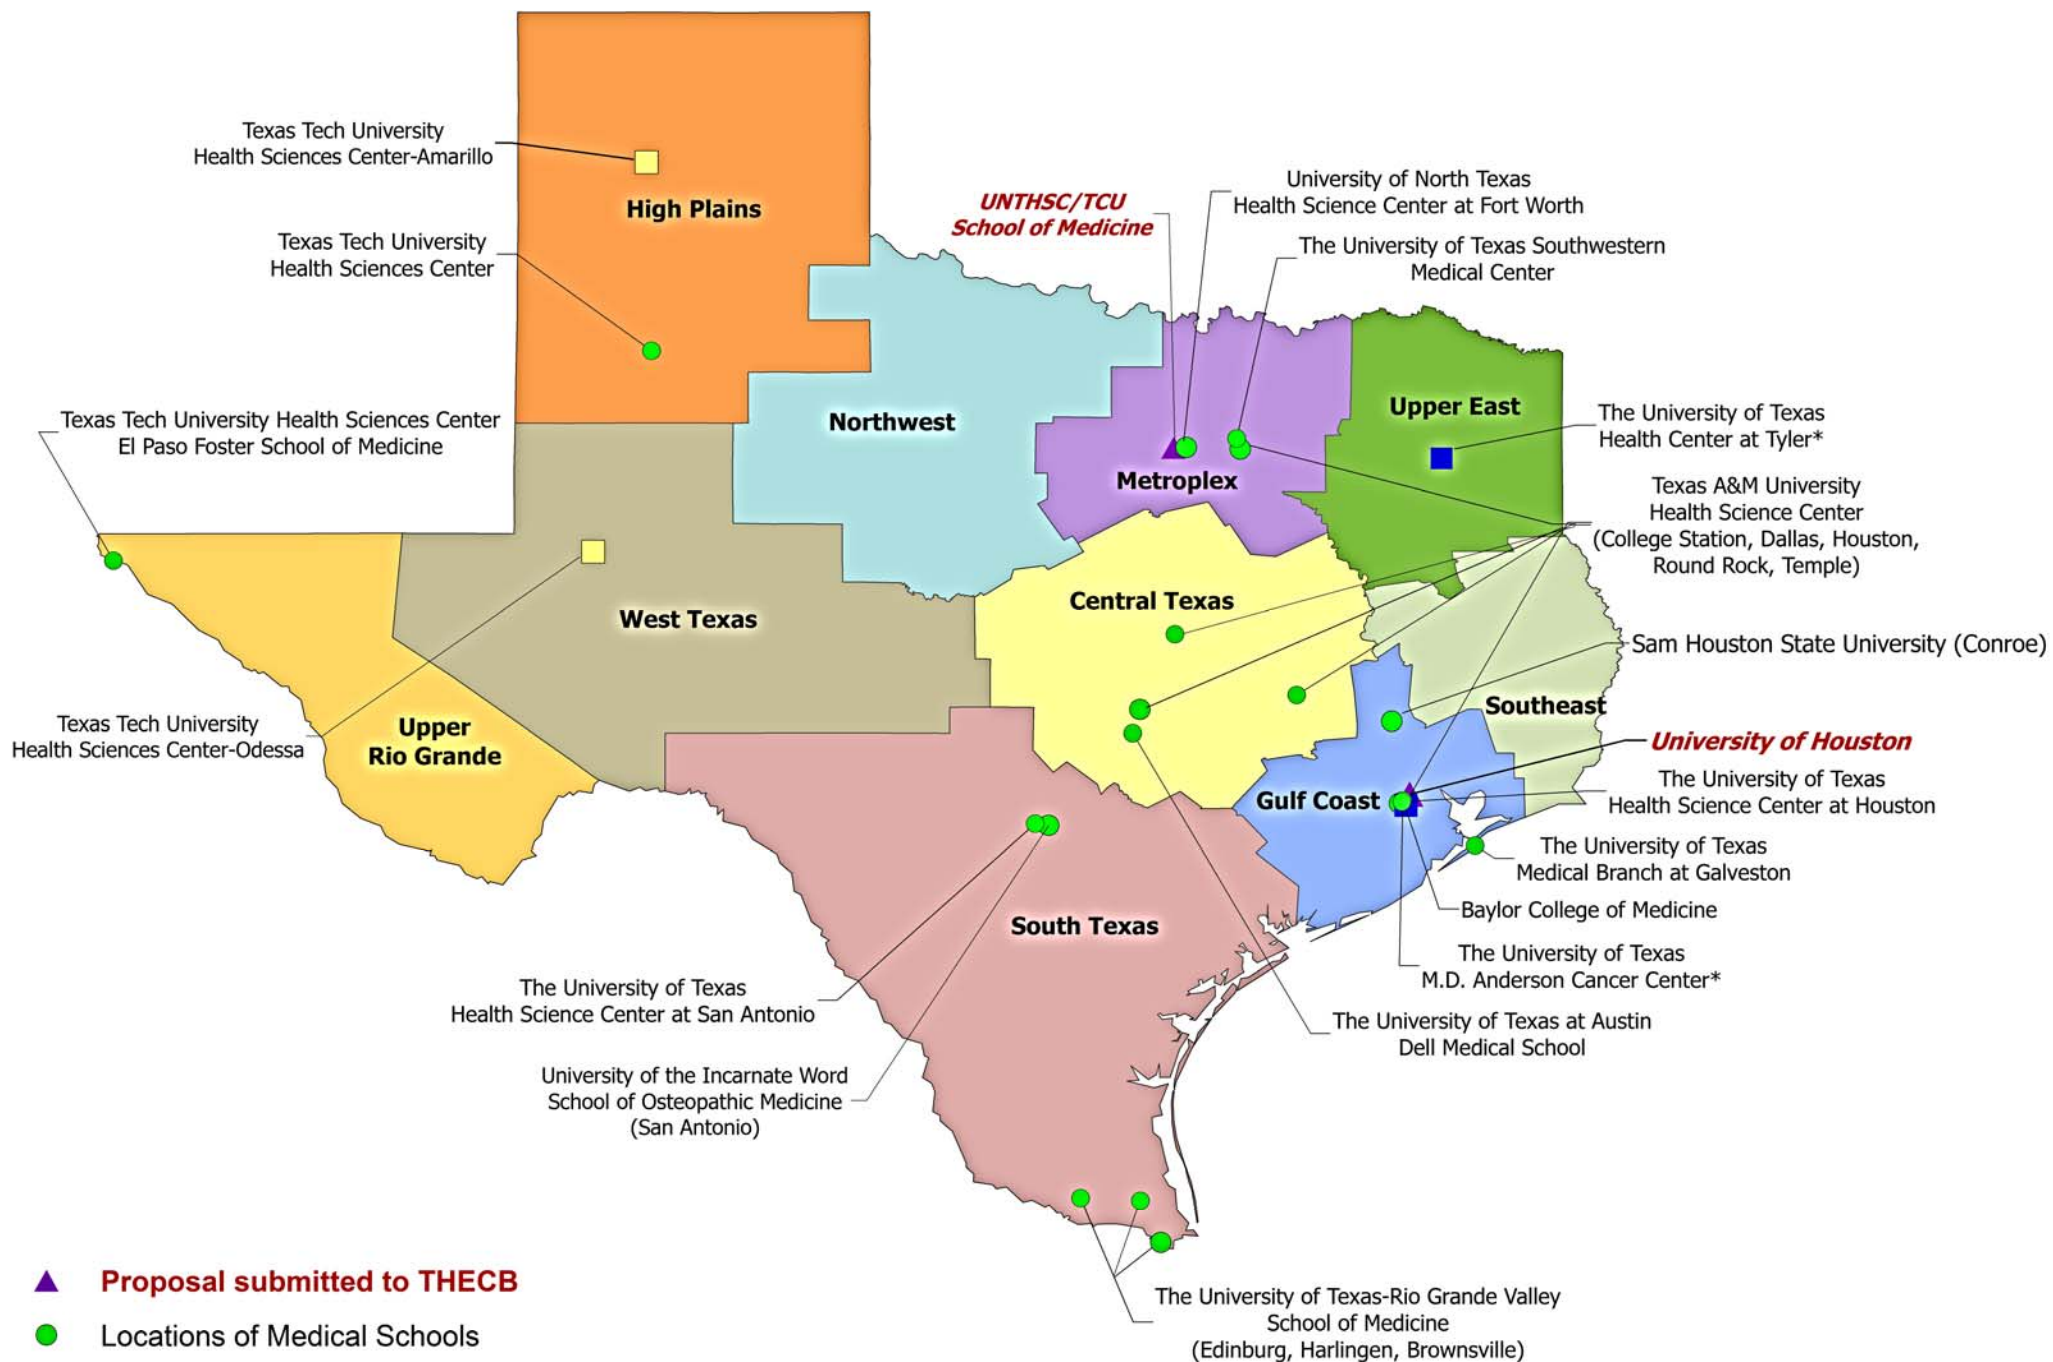 Texas Tech University
Health Sciences Center-Amarillo
High Plains
Texas Tech University
Health Sciences Center
UNTHSC/TCU
School of Medicine
University of North Texas
Health Science Center at Fort Worth
The University of Texas Southwestern
Medical Center
Texas Tech University Health Sciences Center
El Paso Foster School of Medicine
Northwest
Metroplex
Upper East
The University of Texas
Health Center at Tyler*
Texas A&M University
Health Science Center
(College Station, Dallas, Houston,
Round Rock, Temple)
West Texas
Central Texas
Sam Houston State University (Conroe)
Southeast
Texas Tech University
Health Sciences Center-Odessa
Upper
Rio Grande
University of Houston
Gulf Coast
The University of Texas
Health Science Center at Houston
The University of Texas
Medical Branch at Galveston
Baylor College of Medicine
South Texas
The University of Texas
M.D. Anderson Cancer Center*
The University of Texas
Health Science Center at San Antonio
The University of Texas at Austin
Dell Medical School
University of the Incarnate Word
School of Osteopathic Medicine
(San Antonio)
The University of Texas-Rio Grande Valley
School of Medicine
(Edinburg, Harlingen, Brownsville)
Proposal submitted to THECB
Locations of Medical Schools